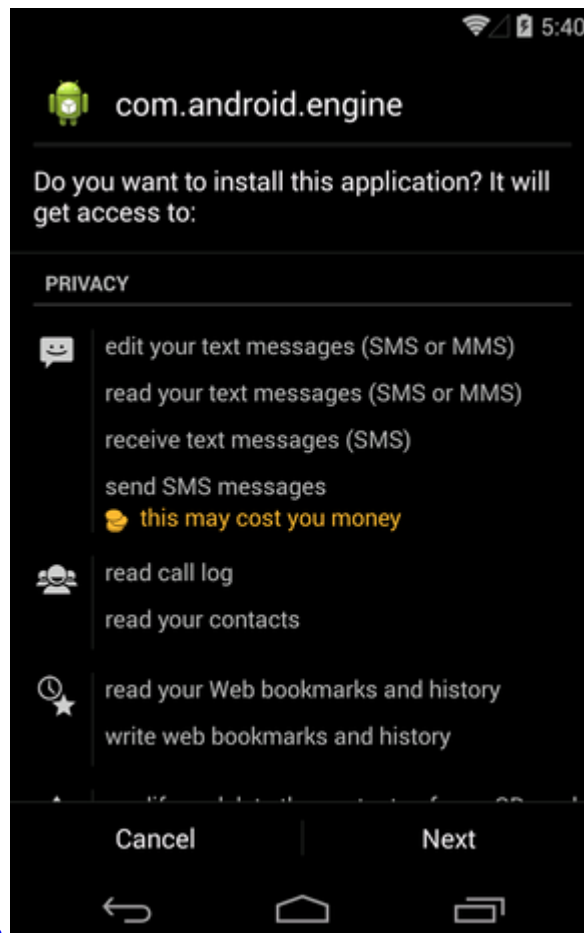 5:40
com.android.engine
Do you want to install this application? It will
get access to:
PRIVACY
edit your text messages (SMS or MMS)
read your text messages (SMS or MMS)
receive text messages (SMS)
send SMS messages
this may cost you money
read call log
read your contacts
read your Web bookmarks and history
write web bookmarks and history
Cancel
Next